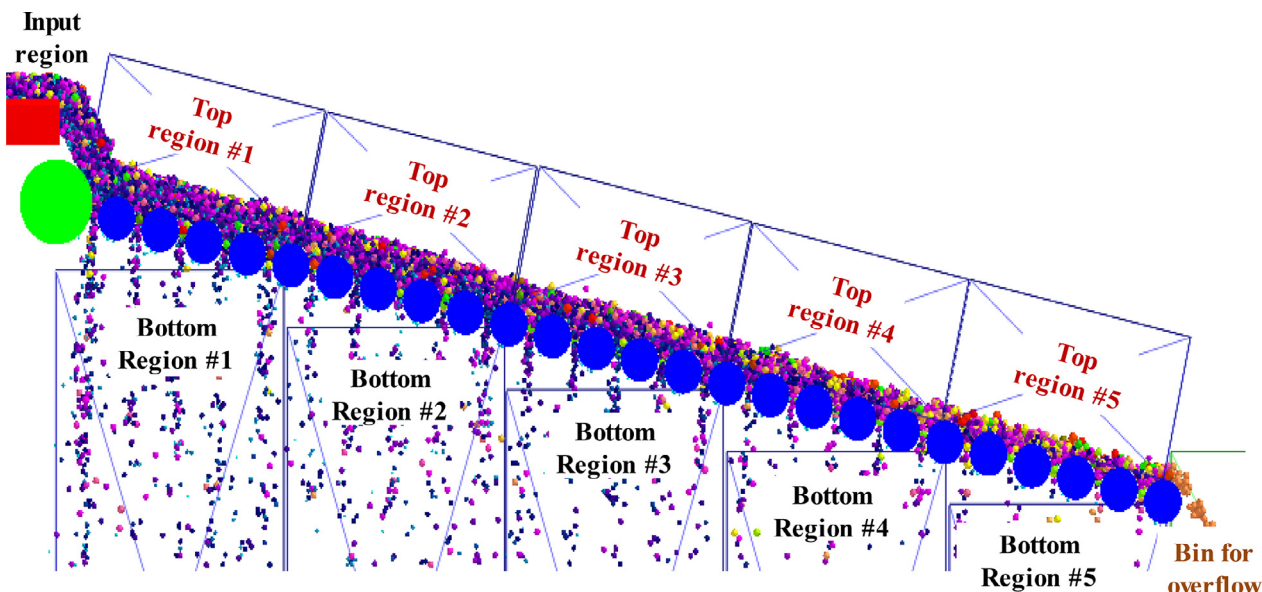 Input
region
Top
region #1
Top
region #2
Top
region #3
Top
region #4
Top
region #5
Bottom
Region #1
Bottom
Region #2
Bottom
Region #3
Bottom
Region #4
Bottom
Region #5
Bin for
overflow